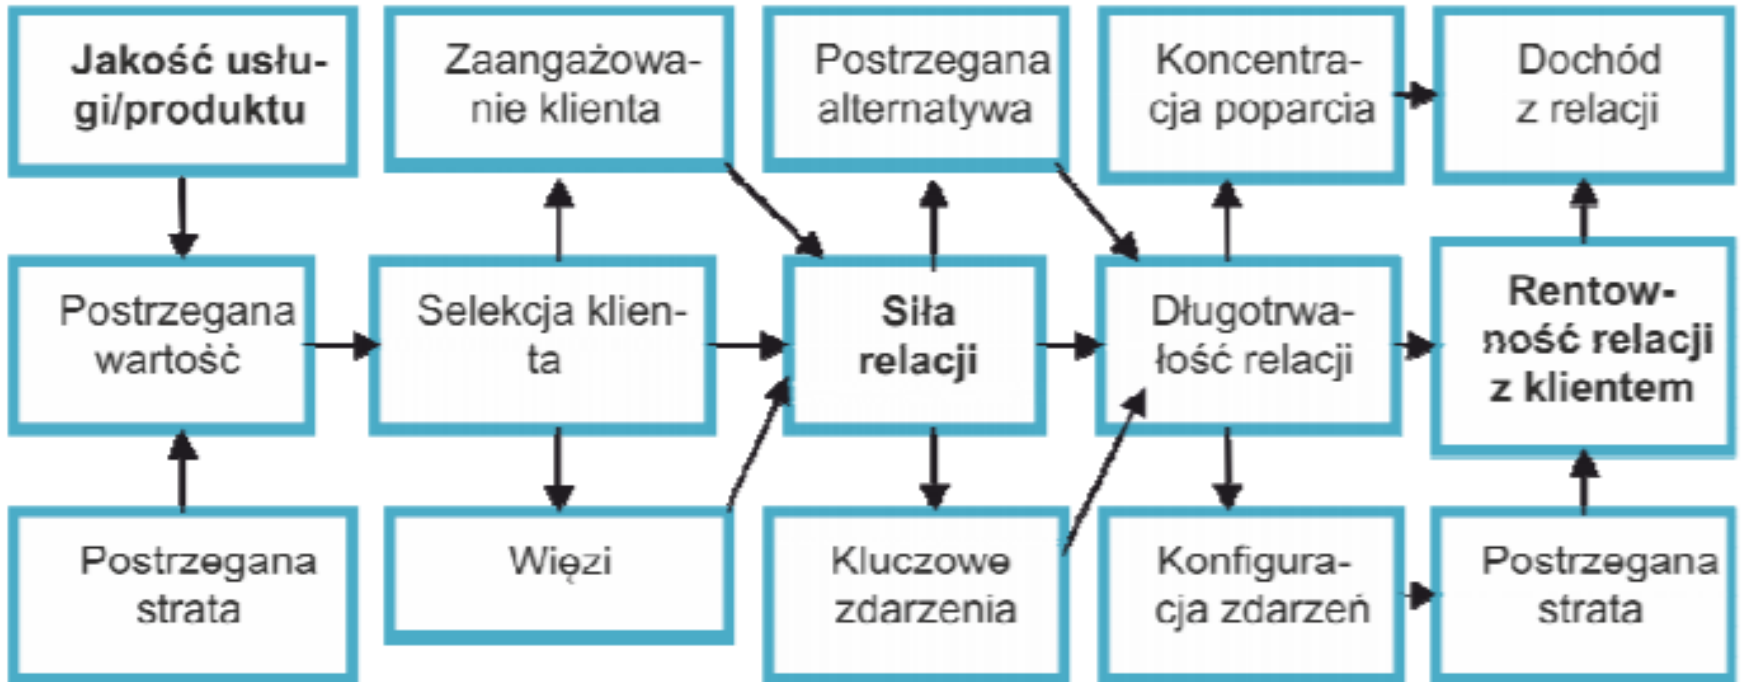 Jakość usłu-
gi/produktu
Zaangażowa-
nie klienta
Postrzegana
alternatywa
Koncentra-
cja poparcia
Dochód
z relacji
Postrzegana
wartość
Selekcja klien-
ta
Siła
relacji
Długotrwa-
łość relacji
Rentow-
ność relacji
z klientem
Postrzegana
strata
Więzi
Kluczowe
zdarzenia
Konfigura-
cja zdarzeń
Postrzegana
strata